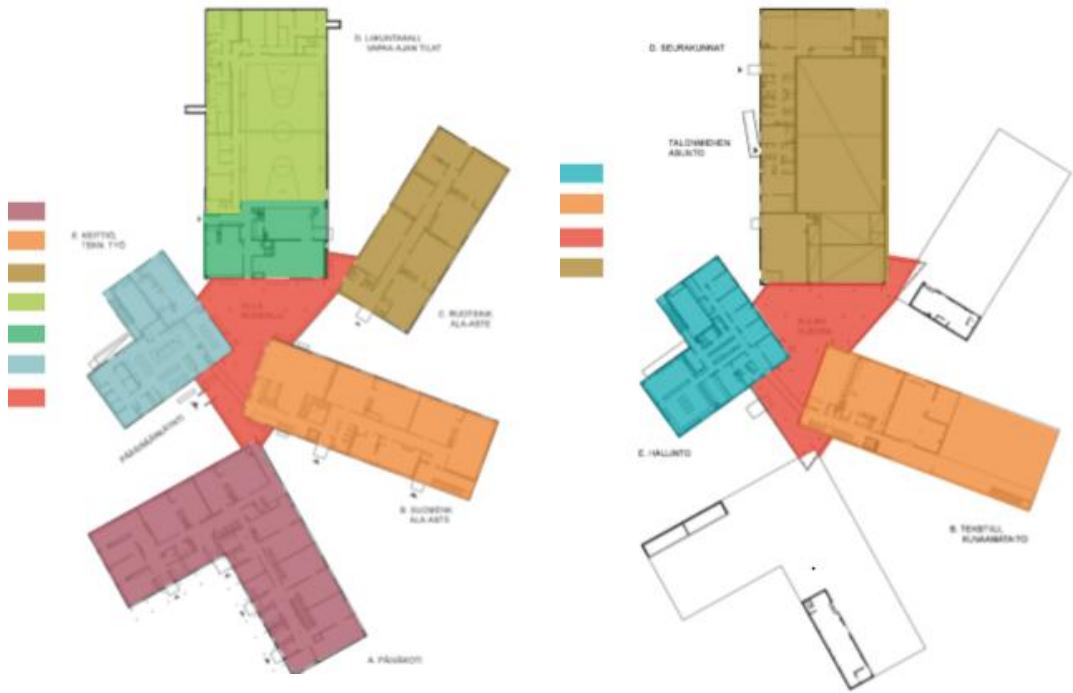 D. LIIKUNTASALI,
VAPAA-AJAN TILAT
E. KEITTIÖ,
TEKN. TYÖ
C. RUOTSINK.
ALA-ASTE
PÄÄSISÄÄNKÄYNTI
B. SUOMENK.
ALA-ASTE
A. PÄIVÄKOTI
D. SEURAKUNNAT
TALONMIEHEN
ASUNTO
E. HALLINTO
B. TEKSTIILI,
KUVAAMATAITO